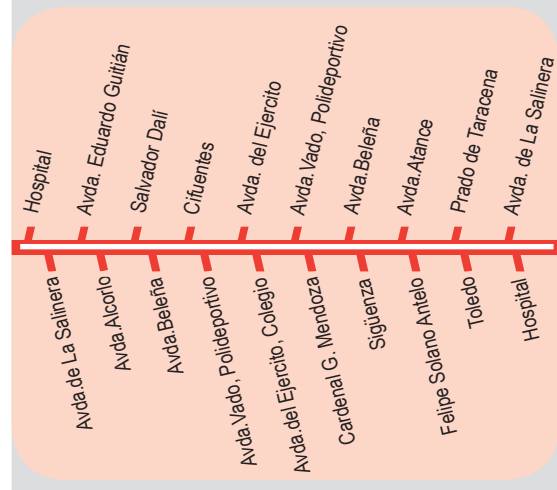 Hospital
Avda. Eduardo Guitián
Salvador Dalí
Cifuentes
Avda. del Ejercito
Avda.Vado, Polideportivo
Avda.Beleña
Avda.Atance
Prado de Taracena
Avda. de La Salinera
Avda.de La Salinera
Avda.Alcorlo
Avda.Beleña
Avda.Vado, Polideportivo
Avda.del Ejercito, Colegio
Cardenal G. Mendoza
Sigüenza
Felipe Solano Antelo
Toledo
Hospital